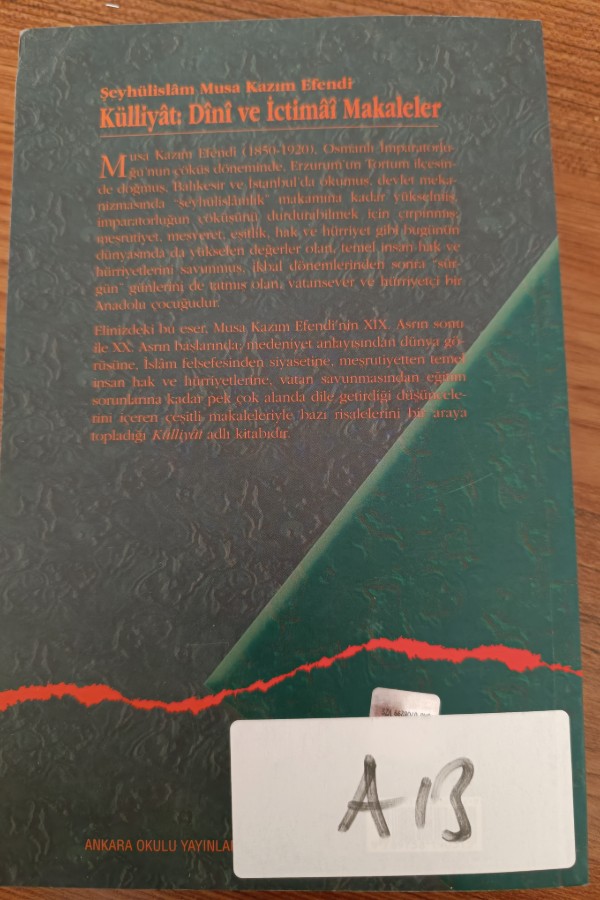 Şeyhülislâm Musa Kazım Efendi
Külliyât: Dînî ve İctimâî Makaleler
Musa Kazım Efendi (1850-1920), Osmanlı İmparatorlu-
ğu'nun çöküş döneminde, Erzurum'un Tortum ilçesin-
de doğmuş, Balıkesir ve İstanbul'da okumuş, devlet meka-
nizmasında "şeyhülislâmlık" makamına kadar yükselmiş,
imparatorluğun çöküşünü durdurabilmek için çırpınmış;
meşrutiyet, meşveret, eşitlik, hak ve hürriyet gibi bugünün
dünyasında da yükselen değerler olan, temel insan hak ve
hürriyetlerini savunmuş, ikbal dönemlerinden sonra "sür-
gün" günlerini de tatmış olan, vatansever ve hürriyetçi bir
Anadolu çocuğudur.
Elinizdeki bu eser, Musa Kazım Efendi'nin XIX. Asrın sonu
ile XX. Asrın başlarında; medeniyet anlayışından dünya gö-
rüşüne, İslâm felsefesinden siyasetine, meşrutiyetten temel
insan hak ve hürriyetlerine, vatan savunmasından eğitim
sorunlarına kadar pek çok alanda dile getirdiği düşüncele-
rini içeren çeşitli makaleleriyle bazı risalelerini bir araya
topladığı Külliyât adlı kitabıdır.
A13
ANKARA OKULU YAYINLA